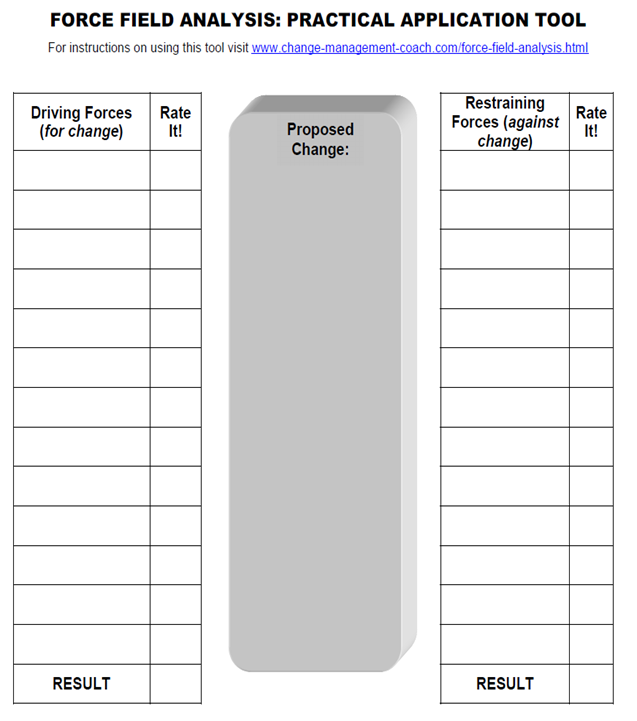 FORCE FIELD ANALYSIS: PRACTICAL APPLICATION TOOL
For instructions on using this tool visit www.change-management-coach.com/force-field-analysis.html
Driving Forces
(for change)
Rate
It!
Proposed
Change:
Restraining
Forces (against
change)
Rate
It!
RESULT
RESULT